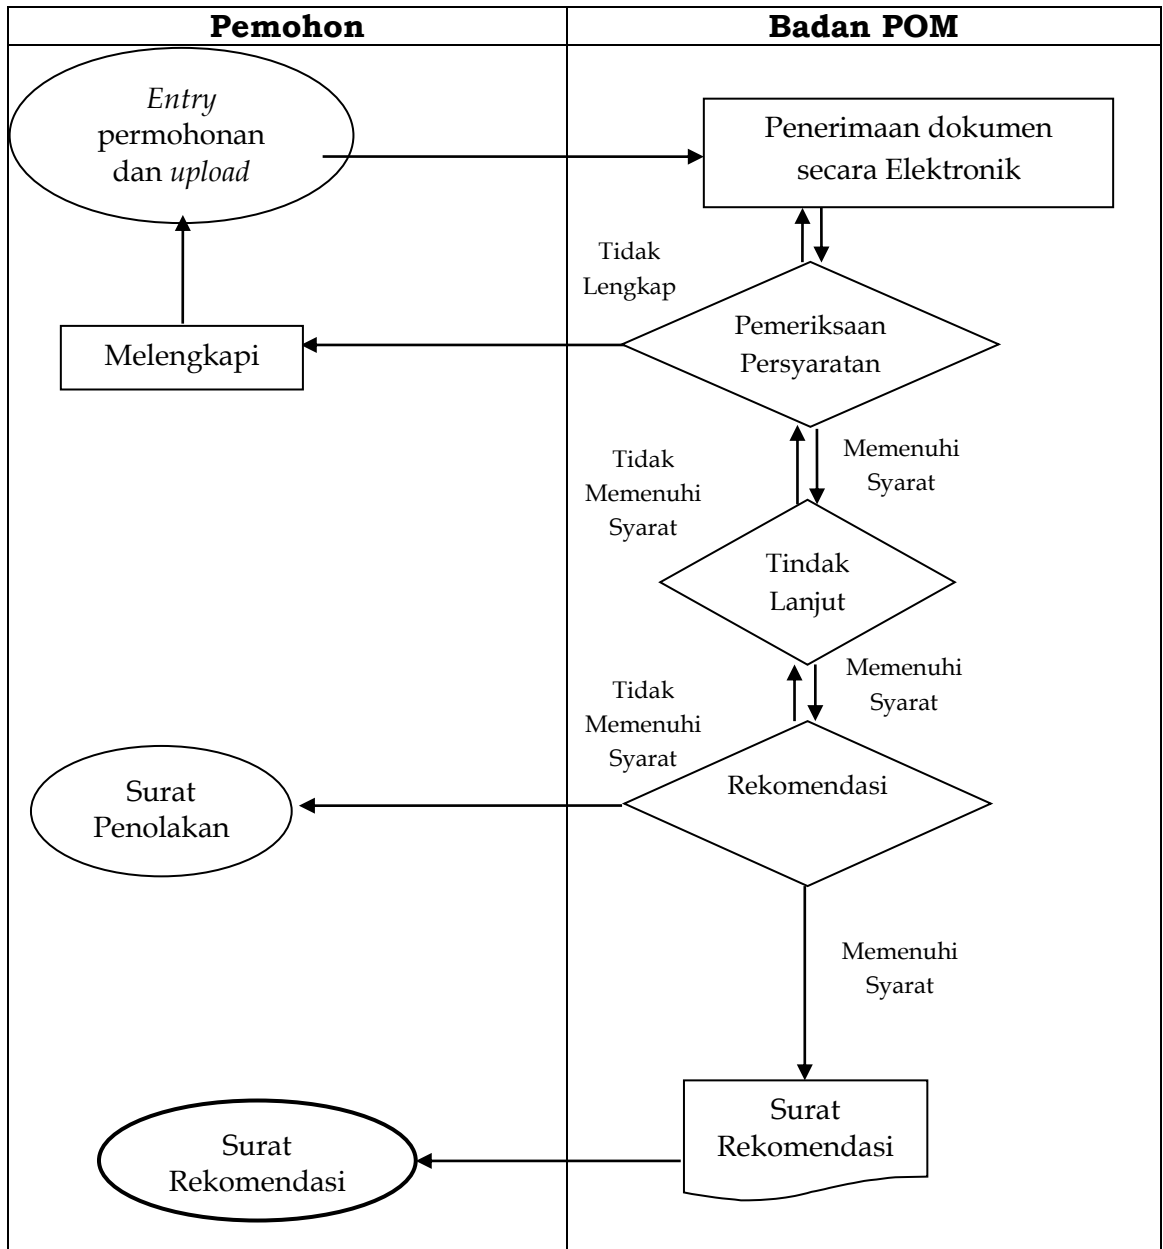 Pemohon
Badan POM
Entry
permohonan
dan upload
Penerimaan dokumen
secara Elektronik
Tidak
Lengkap
Pemeriksaan
Persyaratan
Melengkapi
Tidak
Memenuhi
Syarat
Memenuhi
Syarat
Tindak
Lanjut
Tidak
Memenuhi
Syarat
Memenuhi
Syarat
Rekomendasi
Surat
Penolakan
Memenuhi
Syarat
Surat
Rekomendasi
Surat
Rekomendasi